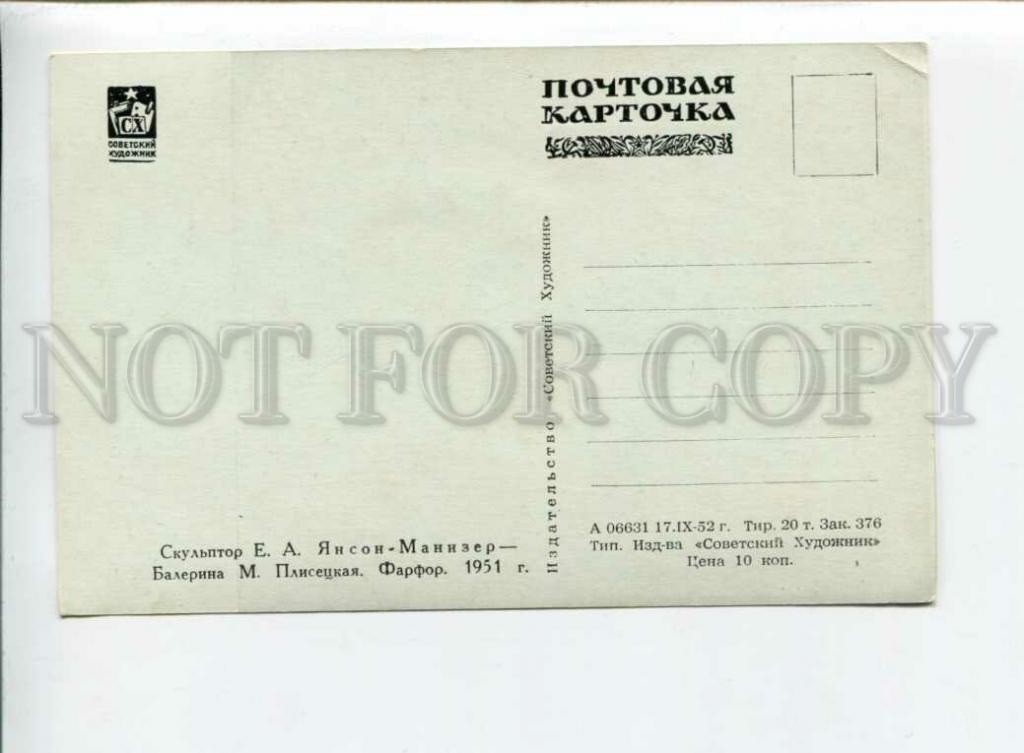 СХ
СОВЕТСКИЙ
ХУДОЖНИК
ПОЧТОВАЯ
КАРТОЧКА
Издательство «Советский Художник»
NOT FOR COPY
Скульптор Е. А. Янсон-Манизер—
Балерина М. Плисецкая. Фарфор. 1951 г.
А 06631 17.IX-52 г. Тир. 20 т. Зак. 376
Тип. Изд-ва «Советский Художник»
Цена 10 коп.